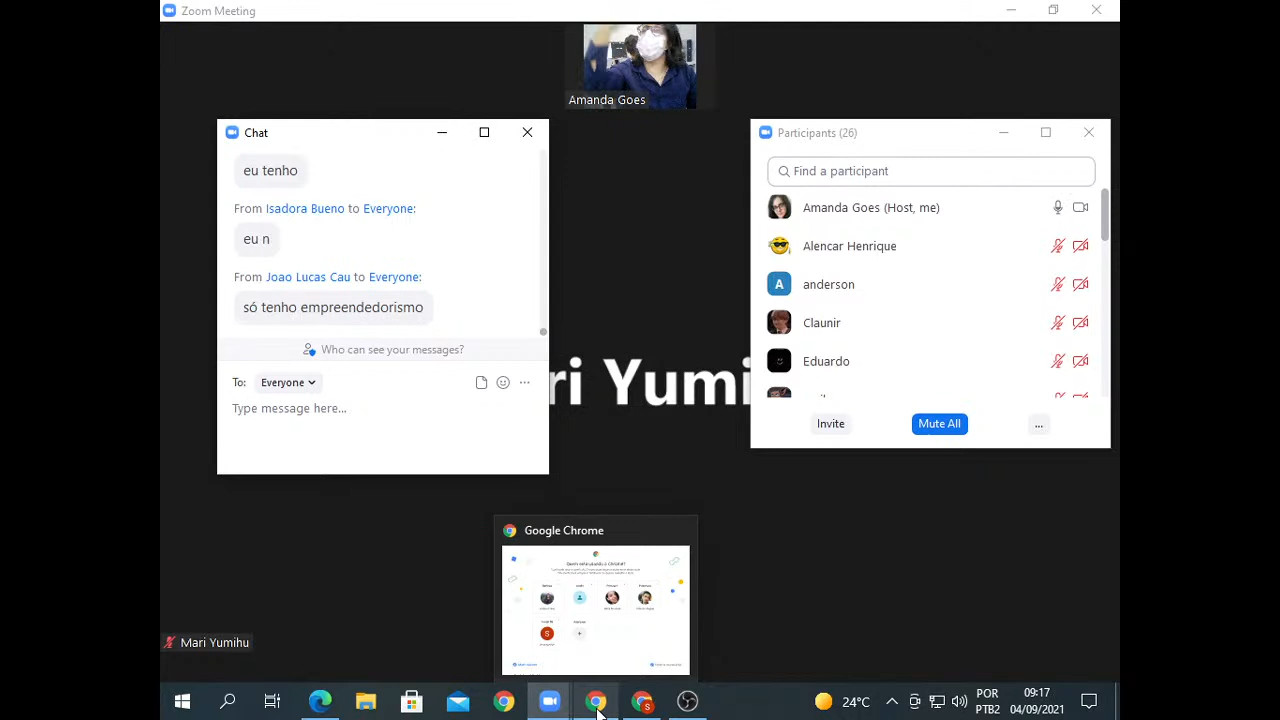 Zoom Meeting
Amanda Goes
Chat
eu tenho
From Isadora Bueno to Everyone:
eu n
From Joao Lucas Cau to Everyone:
só tenho empreendedorismo
Who can see your messages?
To: Everyone
Type message here...
Participants (26)
Find a participant
Amanda Goes (Host, me)
Alencar Henrique
A anderson
Claunir
Eduardo
Invite
Mute All
...
ri Yumi
Google Chrome
S
Mari Yumihu
S
24°C
POR
PTB2
09:17
04/09/2021